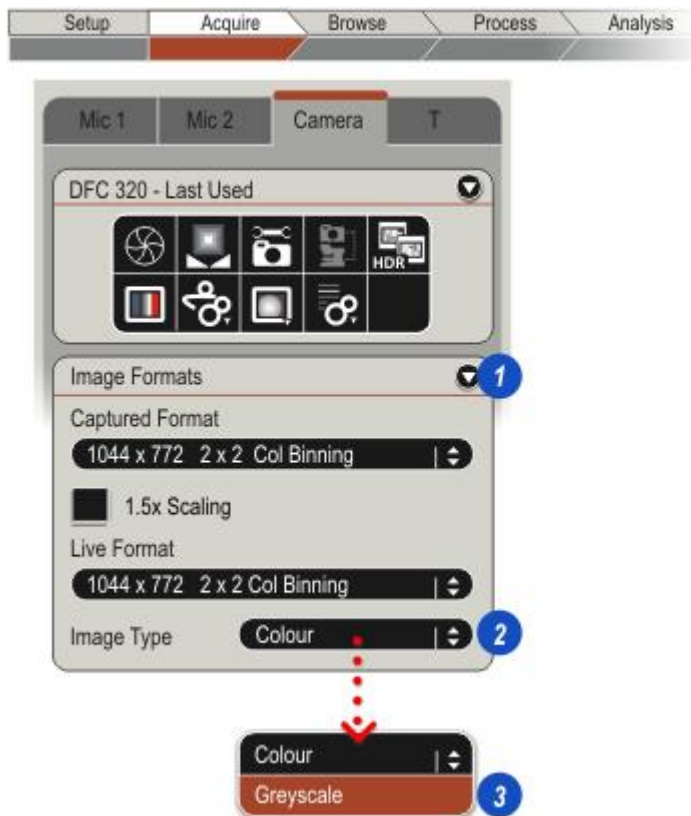 Setup Acquire Browse Process Analysis
Mic 1 Mic 2 Camera T
DFC 320 - Last Used
HDR
Image Formats 1
Captured Format
1044 x 772 2 x 2 Col Binning
1.5x Scaling
Live Format
1044 x 772 2 x 2 Col Binning
Image Type Colour 2
Colour
Greyscale 3